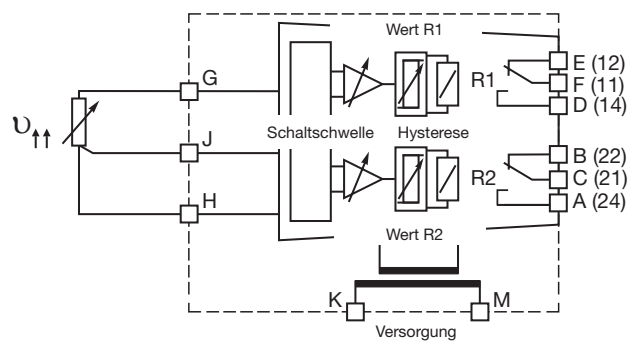 Wert R1
G
R1
E (12)
F (11)
D (14)
Schaltschwelle
Hysterese
ʋ↑↑
J
B (22)
H
R2
C (21)
A (24)
Wert R2
K
M
Versorgung